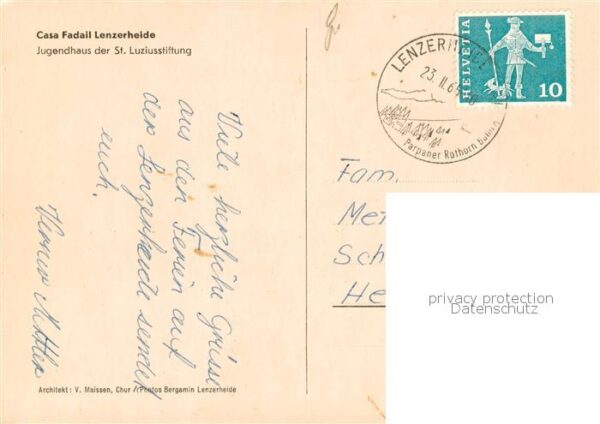 Casa Fadail Lenzerheide
Jugendhaus der St. Luziusstiftung
Viele herzliche Grüsse
aus den Ferien auf
der Lenzerheide sendet
euch.
Werner
Architekt: V. Maissen, Chur / Photos Bergamin Lenzerheide
LENZERH
23. II. 6
Parpaner Rothorn
HELVETIA
10
Fam.
Me
Sch
He
privacy protection
Datenschutz